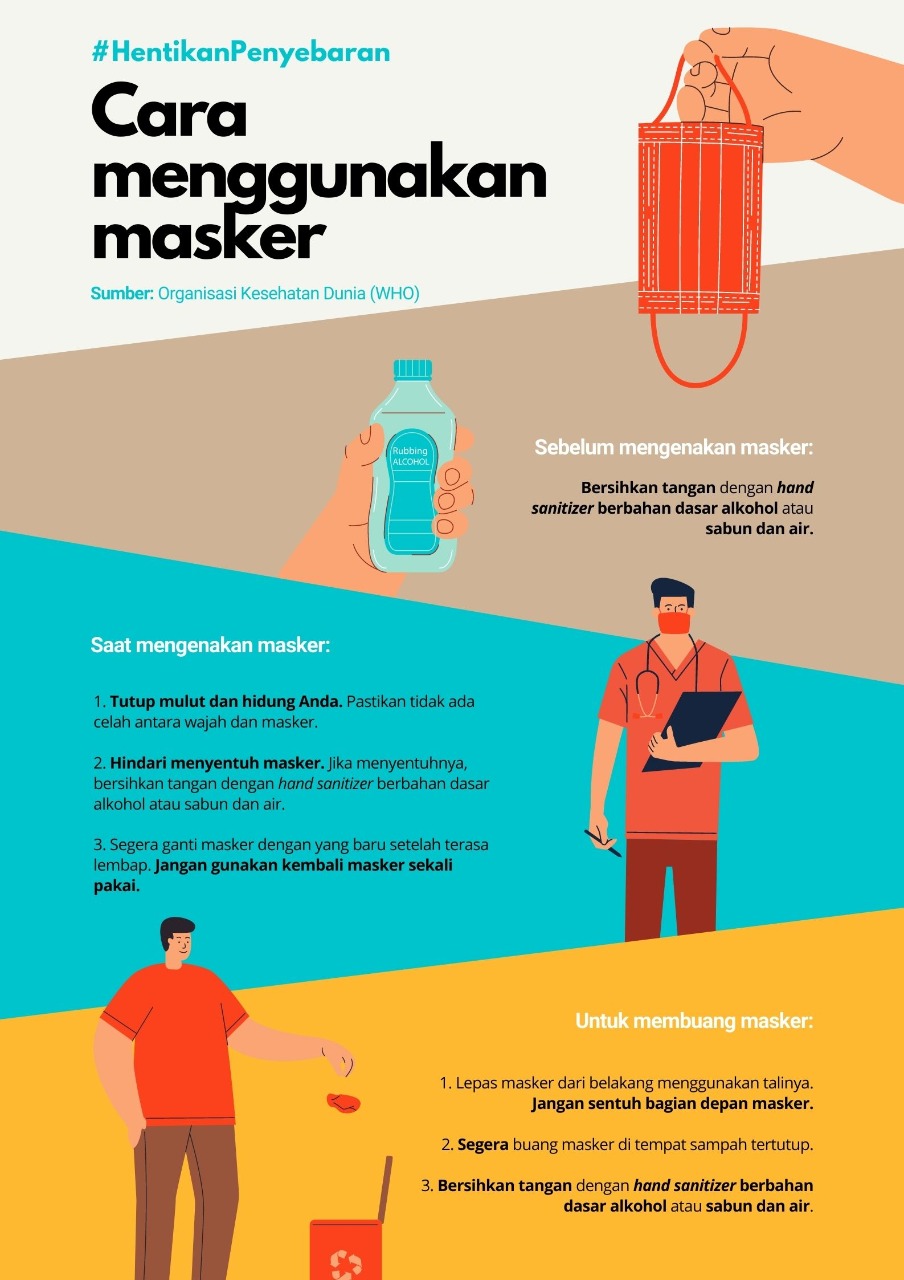 #HentikanPenyebaran
Cara
menggunakan
masker
Sumber: Organisasi Kesehatan Dunia (WHO)
Rubbing
ALCOHOL
Sebelum mengenakan masker:
Bersihkan tangan dengan hand
sanitizer berbahan dasar alkohol atau
sabun dan air.
Saat mengenakan masker:
1. Tutup mulut dan hidung Anda. Pastikan tidak ada
celah antara wajah dan masker.
2. Hindari menyentuh masker. Jika menyentuhnya,
bersihkan tangan dengan hand sanitizer berbahan dasar
alkohol atau sabun dan air.
3. Segera ganti masker dengan yang baru setelah terasa
lembap. Jangan gunakan kembali masker sekali
pakai.
Untuk membuang masker:
1. Lepas masker dari belakang menggunakan talinya.
Jangan sentuh bagian depan masker.
2. Segera buang masker di tempat sampah tertutup.
3. Bersihkan tangan dengan hand sanitizer berbahan
dasar alkohol atau sabun dan air.